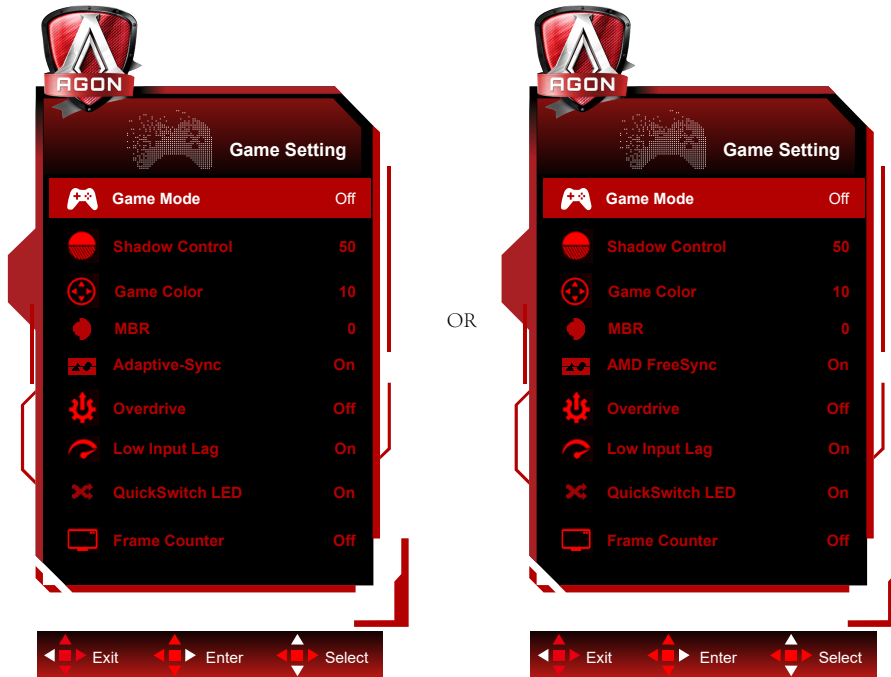 AGON
Game Setting
Game Mode Off
Shadow Control 50
Game Color 10
MBR 0
Adaptive-Sync On
Overdrive Off
Low Input Lag On
QuickSwitch LED On
Frame Counter Off
Exit Enter Select
OR
AGON
Game Setting
Game Mode Off
Shadow Control 50
Game Color 10
MBR 0
AMD FreeSync On
Overdrive Off
Low Input Lag On
QuickSwitch LED On
Frame Counter Off
Exit Enter Select